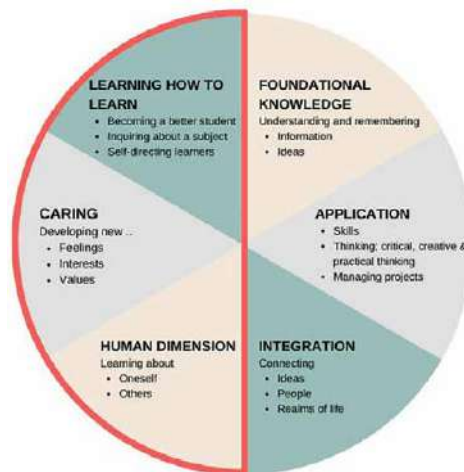 LEARNING HOW TO
LEARN
• Becoming a better student
• Inquiring about a subject
• Self-directing learners
FOUNDATIONAL
KNOWLEDGE
Understanding and remembering
• Information
• Ideas
CARING
Developing new ..
• Feelings
• Interests
• Values
APPLICATION
• Skills
• Thinking: critical, creative &
practical thinking
• Managing projects
HUMAN DIMENSION
Learning about
• Oneself
• Others
INTEGRATION
Connecting
• Ideas
• People
• Realms of life